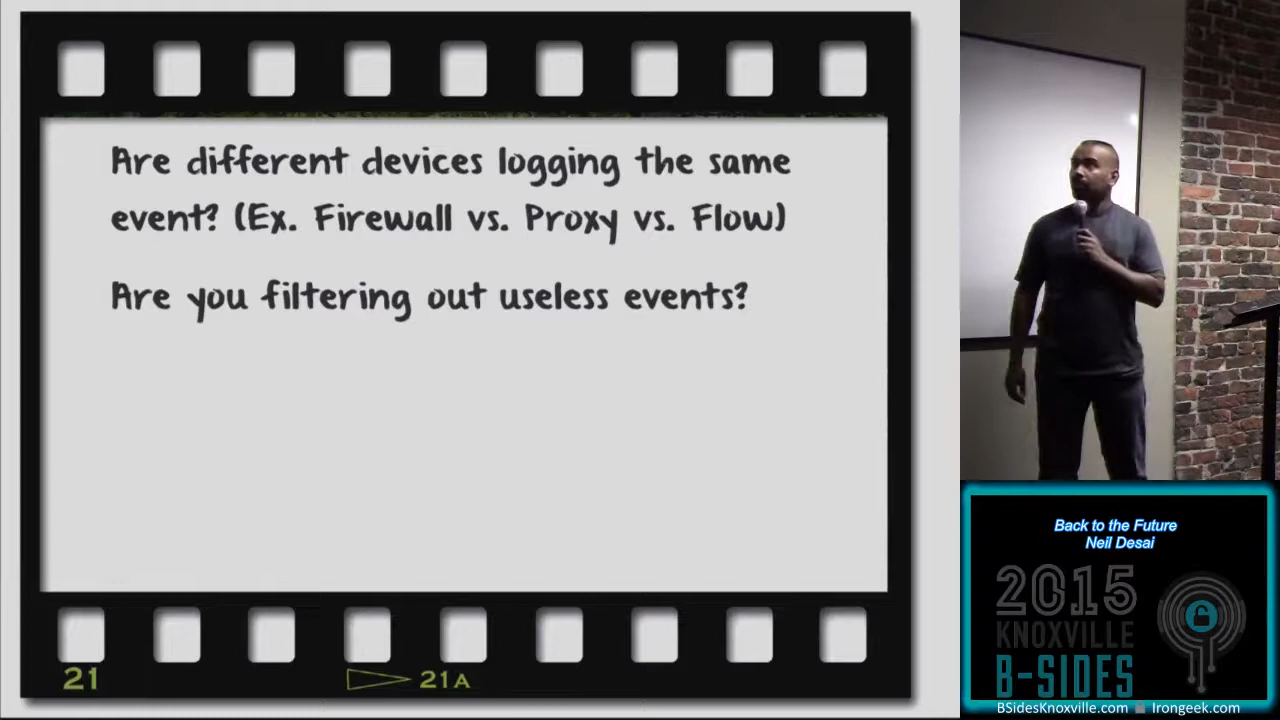 Are different devices logging the same
event? (Ex. Firewall vs. Proxy vs. Flow)
Are you filtering out useless events?
21
21A
Back to the Future
Neil Desai
2015
KNOXVILLE
B-SIDES
BSidesKnoxville.com Irongeek.com